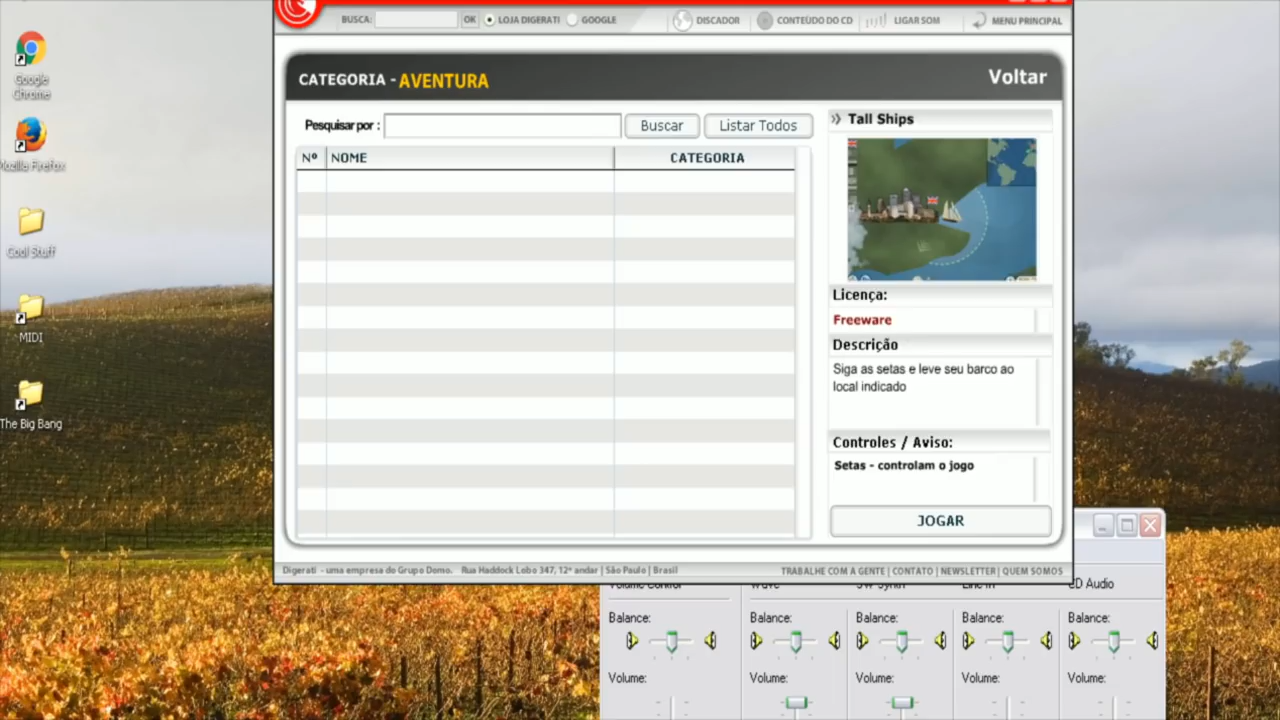 BUSCA: OK LOJA DIGERATI GOOGLE DISCADOR CONTEÚDO DO CD LIGAR SOM MENU PRINCIPAL
CATEGORIA - AVENTURA Voltar
Pesquisar por : Buscar Listar Todos
Nº NOME CATEGORIA
Tall Ships
Licença:
Freeware
Descrição
Siga as setas e leve seu barco ao
local indicado
Controles / Aviso:
Setas - controlam o jogo
JOGAR
Digerati - uma empresa do Grupo Domo. Rua Haddock Lobo 347, 12º andar | São Paulo | Brasil
TRABALHE COM A GENTE | CONTATO | NEWSLETTER | QUEM SOMOS
Google
Chrome
Mozilla Firefox
Cool Stuff
MIDI
The Big Bang
Volume Control Wave SW Synth Line In CD Audio
Balance: Balance: Balance: Balance: Balance:
Volume: Volume: Volume: Volume: Volume: